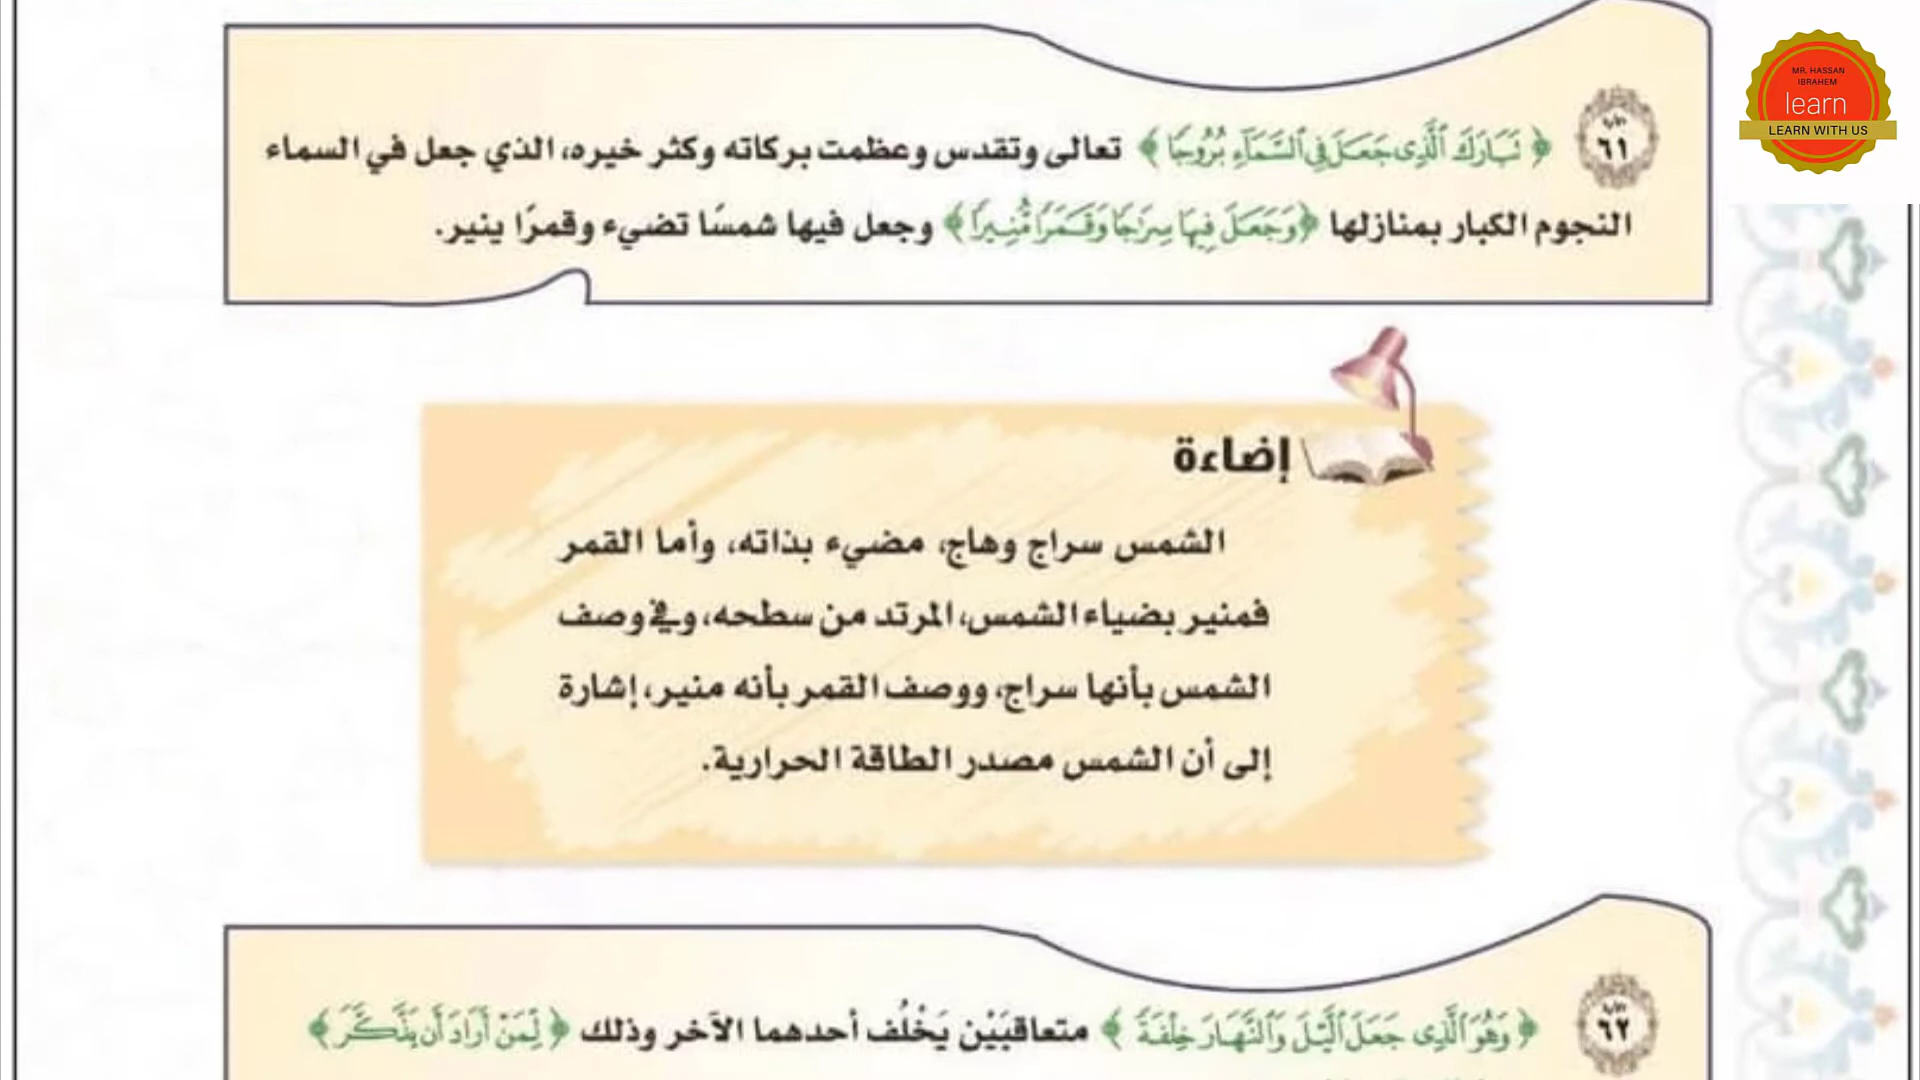 MR. HASSAN
IBRAHEM
learn
LEARN WITH US
الآية
٦١
﴿ تَبَارَكَ ٱلَّذِى جَعَلَ فِى ٱلسَّمَآءِ بُرُوجًا ﴾ تعالى وتقدس وعظمت بركاته وكثر خيره، الذي جعل في السماء
النجوم الكبار بمنازلها ﴿وَجَعَلَ فِيهَا سِرَٰجًا وَقَمَرًا مُّنِيرًا﴾ وجعل فيها شمسًا تضيء وقمرًا ينير.
إضاءة
الشمس سراج وهاج، مضيء بذاته، وأما القمر
فمنير بضياء الشمس، المرتد من سطحه، وفي وصف
الشمس بأنها سراج، ووصف القمر بأنه منير، إشارة
إلى أن الشمس مصدر الطاقة الحرارية.
الآية
٦٢
﴿ وَهُوَ ٱلَّذِى جَعَلَ ٱلَّيْلَ وَٱلنَّهَارَ خِلْفَةً ﴾ متعاقبَيْن يَخْلُف أحدهما الآخر وذلك ﴿ لِّمَنْ أَرَادَ أَن يَذَّكَّرَ ﴾